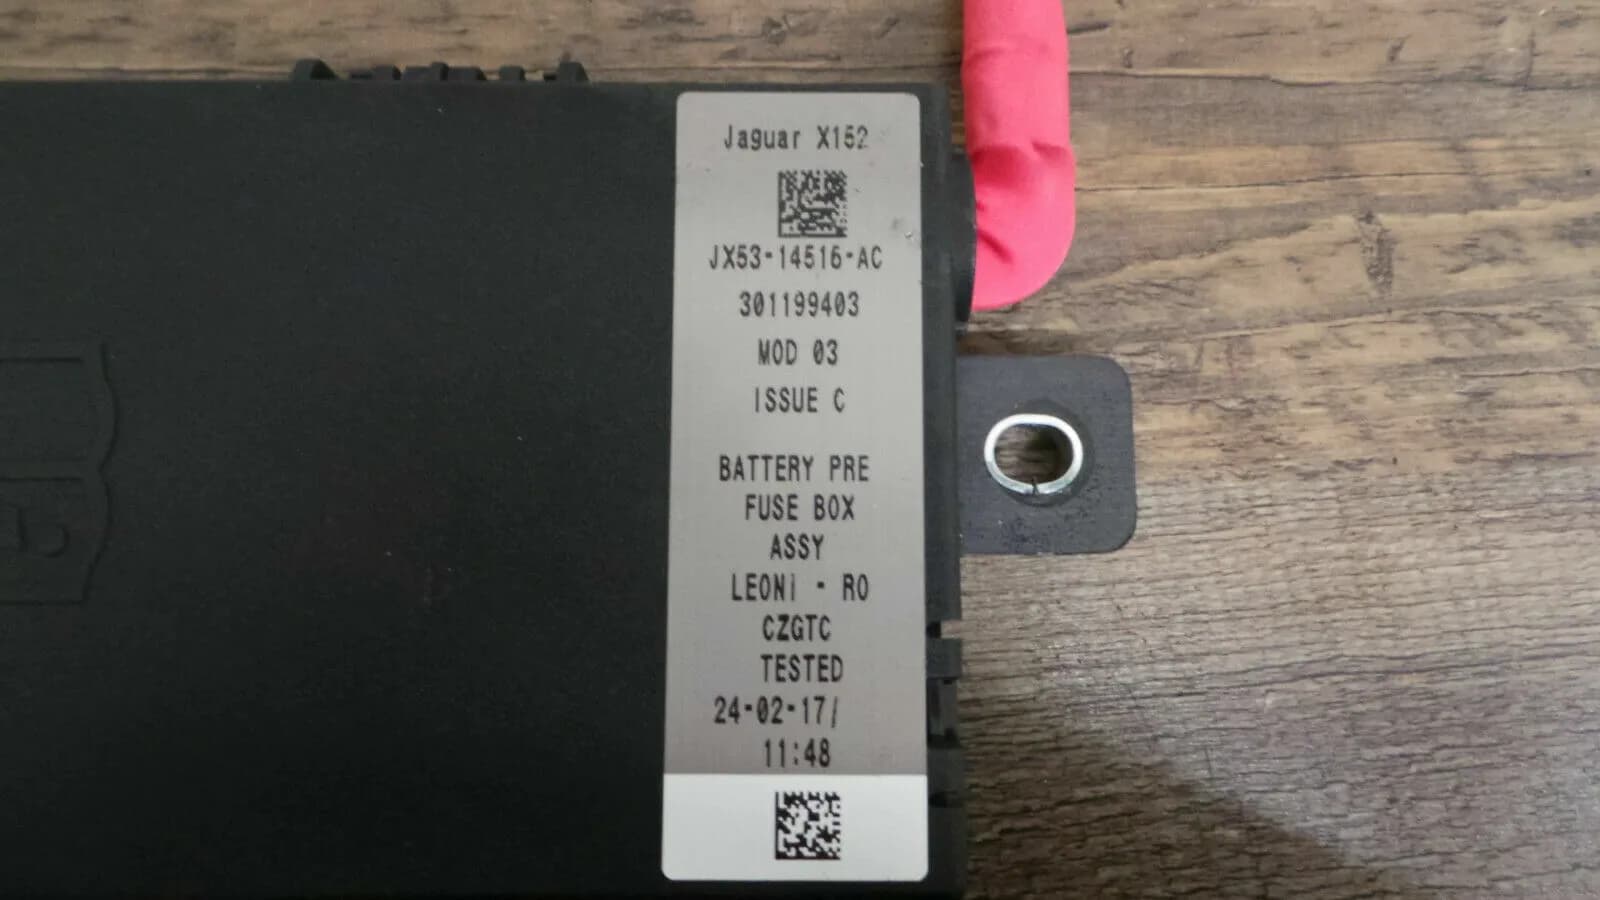 Jaguar X152
JX53-14516-AC
301199403
MOD 03
ISSUE C
BATTERY PRE
FUSE BOX
ASSY
LEONI - RO
CZGTC
TESTED
24-02-17/
11:48